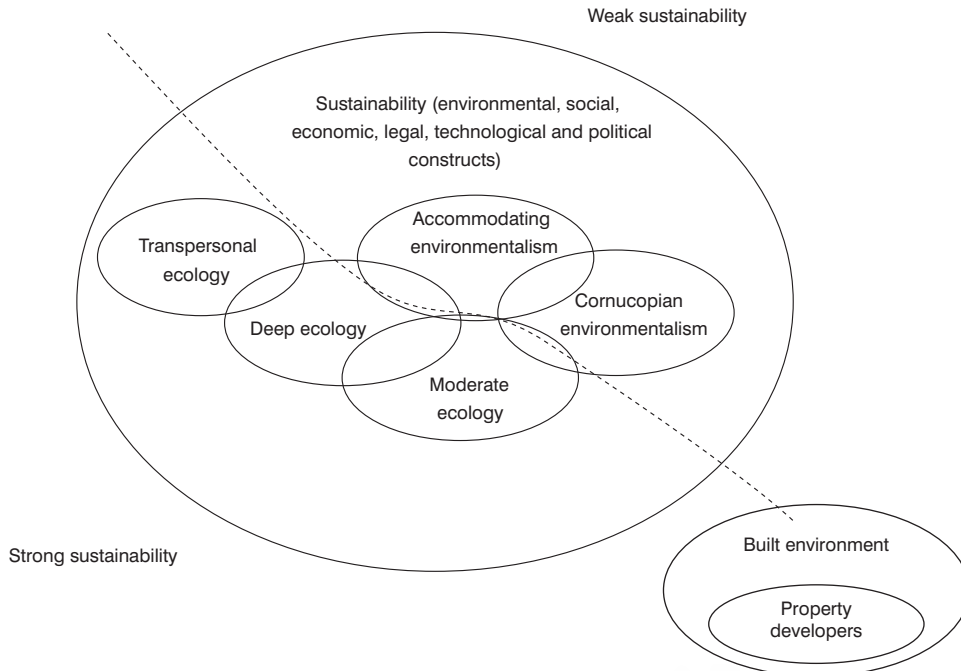 Weak sustainability
Sustainability (environmental, social,
economic, legal, technological and political
constructs)
Transpersonal
ecology
Accommodating
environmentalism
Deep ecology
Cornucopian
environmentalism
Moderate
ecology
Strong sustainability
Built environment
Property
developers